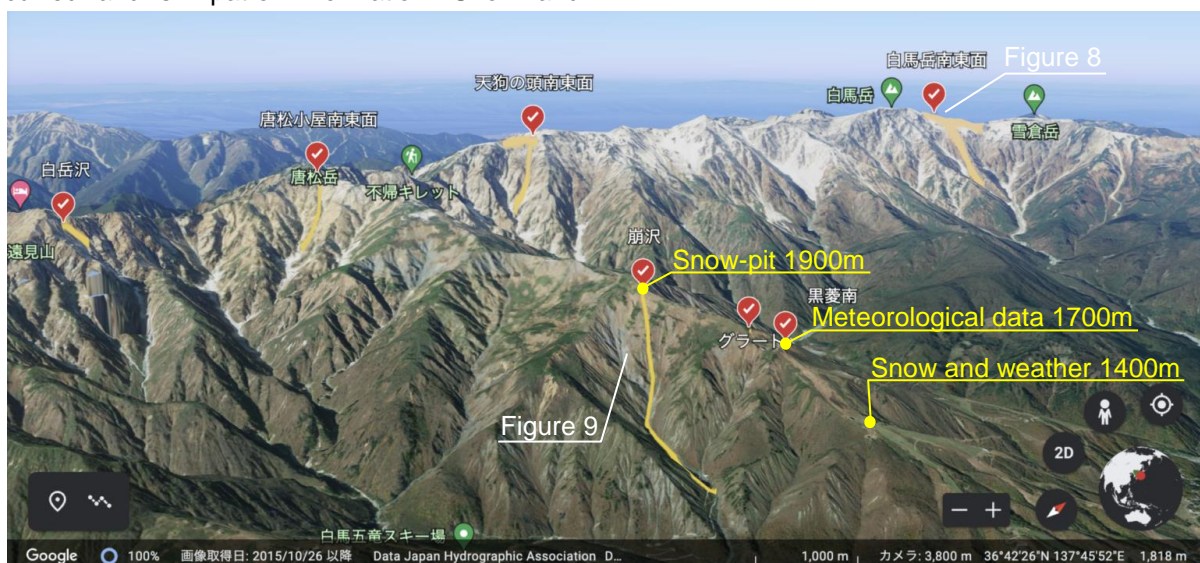 白馬岳南東面
Figure 8
天狗の頭南東面
白馬岳
雪倉岳
唐松小屋南東面
白岳沢
唐松岳
不帰キレット
遠見山
崩沢
Snow-pit 1900m
黒菱南
Meteorological data 1700m
グラート
Snow and weather 1400m
Figure 9
2D
白馬五竜スキー場
Google 100% 画像取得日: 2015/10/26 以降 Data Japan Hydrographic Association D... 1,000 m カメラ: 3,800 m 36°42'26"N 137°45'52"E 1,818 m